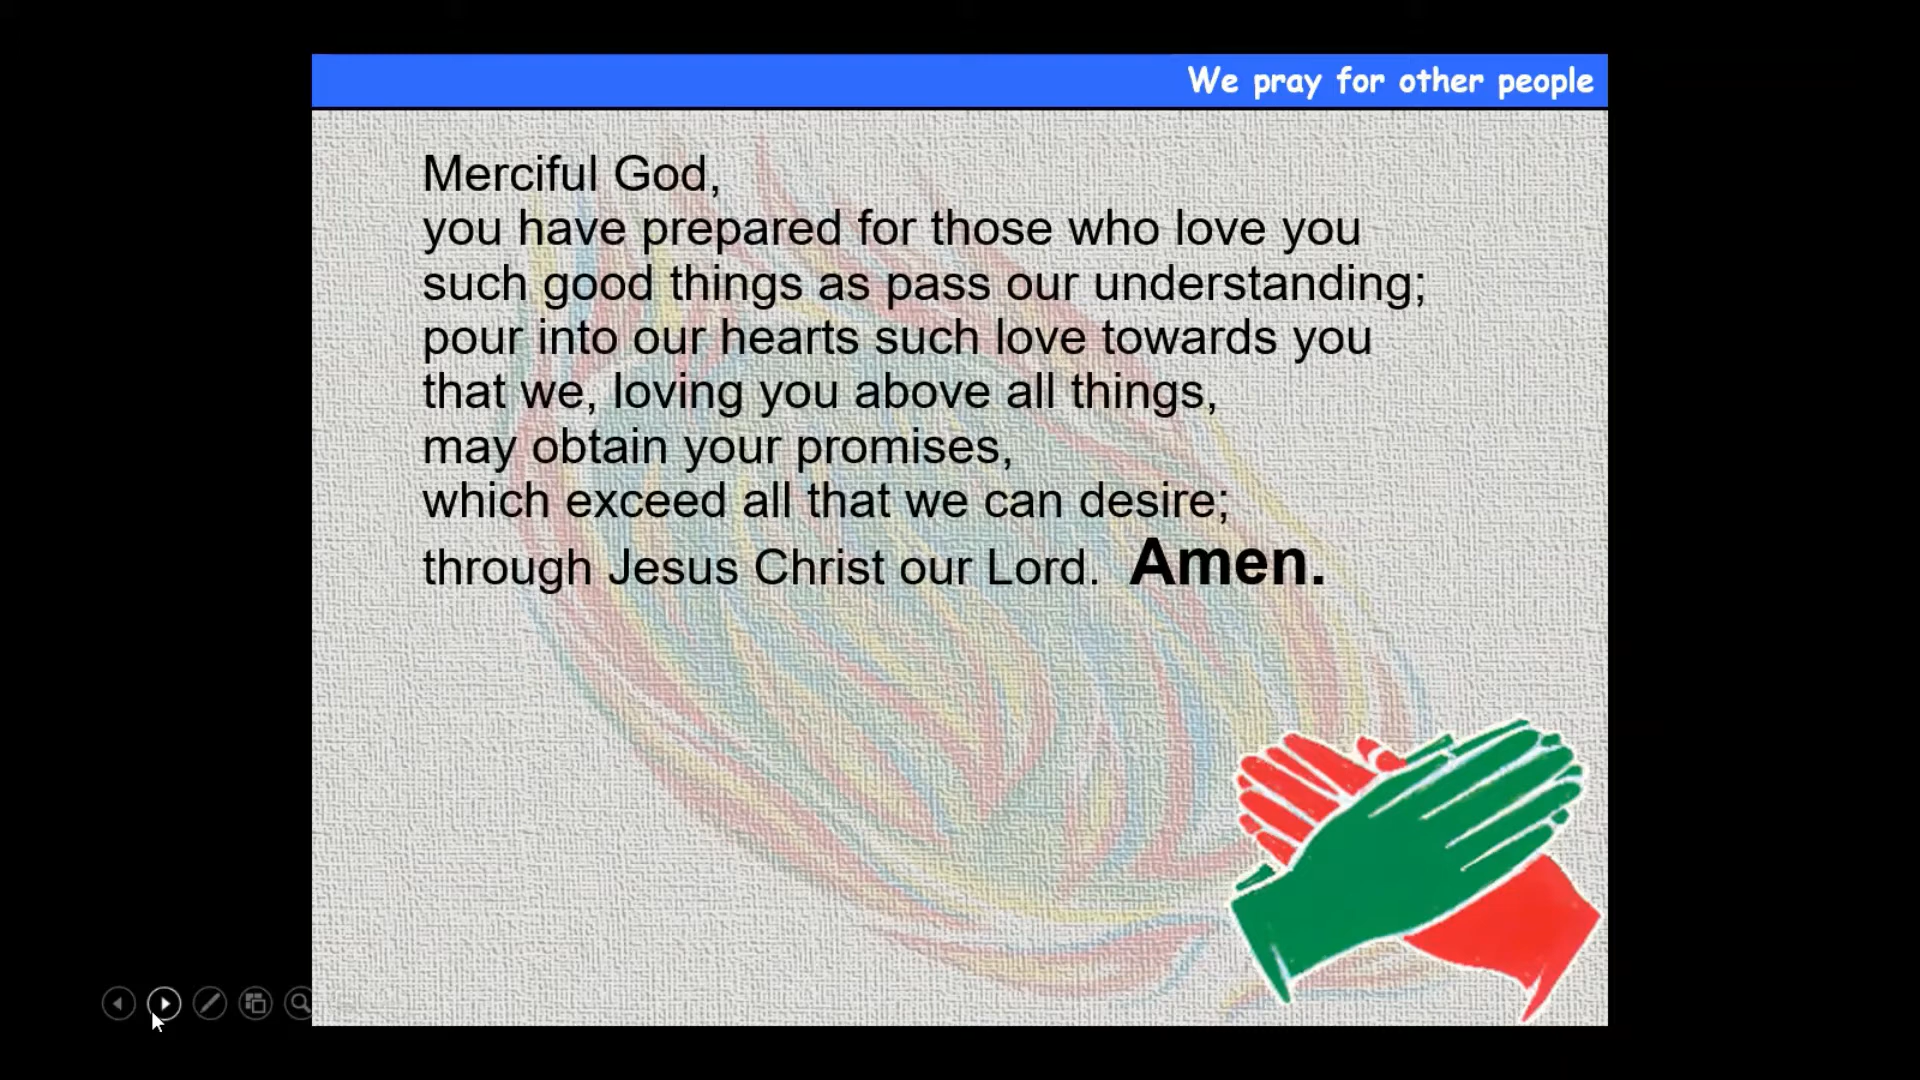 We pray for other people
Merciful God,
you have prepared for those who love you
such good things as pass our understanding;
pour into our hearts such love towards you
that we, loving you above all things,
may obtain your promises,
which exceed all that we can desire;
through Jesus Christ our Lord. Amen.